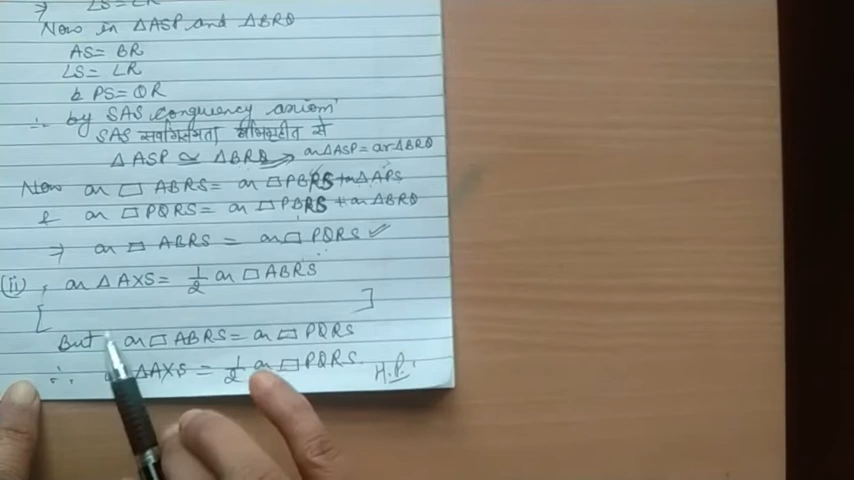 ⇒ ∠S = ∠R
Now in ΔASP and ΔBRQ
AS = BR
∠S = ∠R
& PS = QR
∴ by SAS congruency axiom
SAS सर्वांगसमता अभिगृहीत से
ΔASP ≅ ΔBRQ ⇒ ar ΔASP = ar ΔBRQ
Now ar □ ABRS = ar □PBRS + ar ΔAPS
& ar □ PQRS = ar □PBRS + ar ΔBRQ
⇒ ar □ ABRS = ar □ PQRS ✓
(ii), ar ΔAXS = 1/2 ar □ ABRS
[ ]
But ar □ ABRS = ar □ PQRS
∴ ΔAXS = 1/2 ar □PQRS. H.P.